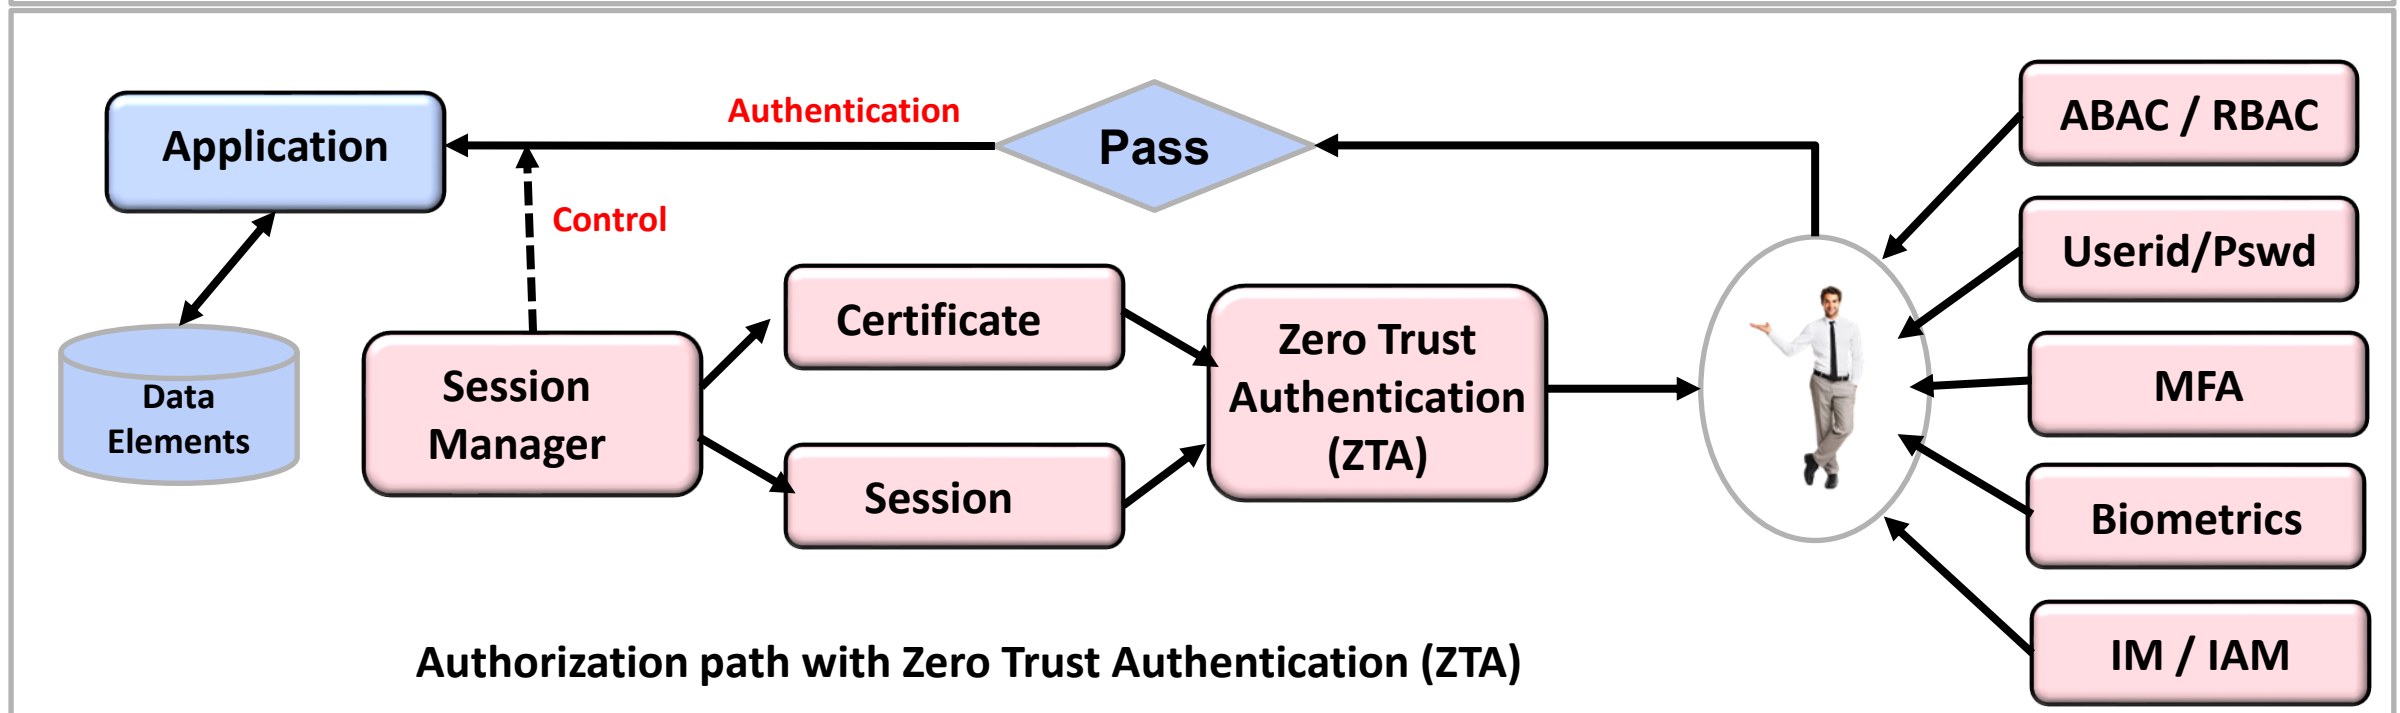 Application
Authentication
Pass
ABAC / RBAC
Control
Userid/Pswd
Certificate
Zero Trust
Authentication
(ZTA)
Session
Manager
Data
Elements
MFA
Session
Biometrics
IM / IAM
Authorization path with Zero Trust Authentication (ZTA)